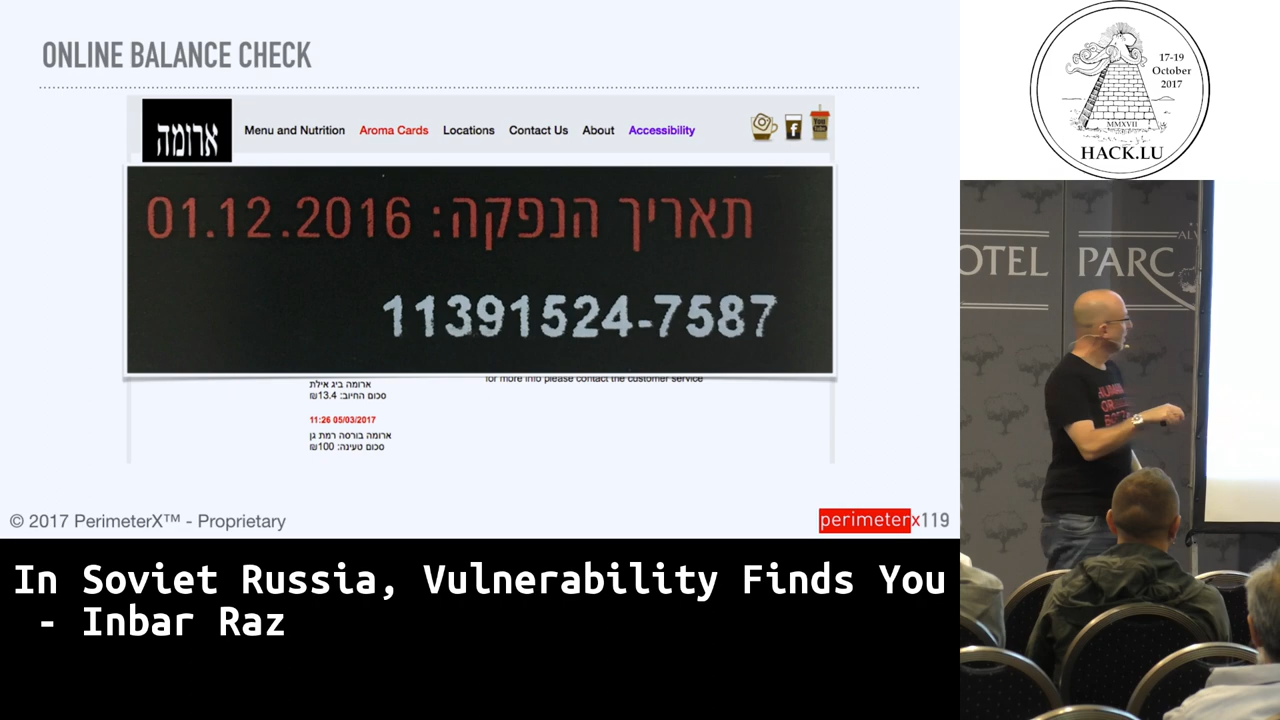 ONLINE BALANCE CHECK
ארומה
Menu and Nutrition Aroma Cards Locations Contact Us About Accessibility
תאריך הנפקה: 01.12.2016
11391524-7587
for more info please contact the customer service
ארומה ביג אילת
סכום החיוב: 13.4₪
11:26 05/03/2017
ארומה בורסה רמת גן
סכום טעינה: 100₪
© 2017 PerimeterX™ - Proprietary
perimeterx119
In Soviet Russia, Vulnerability Finds You
- Inbar Raz
17-19
October
2017
MMXVII
HACK.LU
OTEL PARC
HUMAN
OR
BOT?